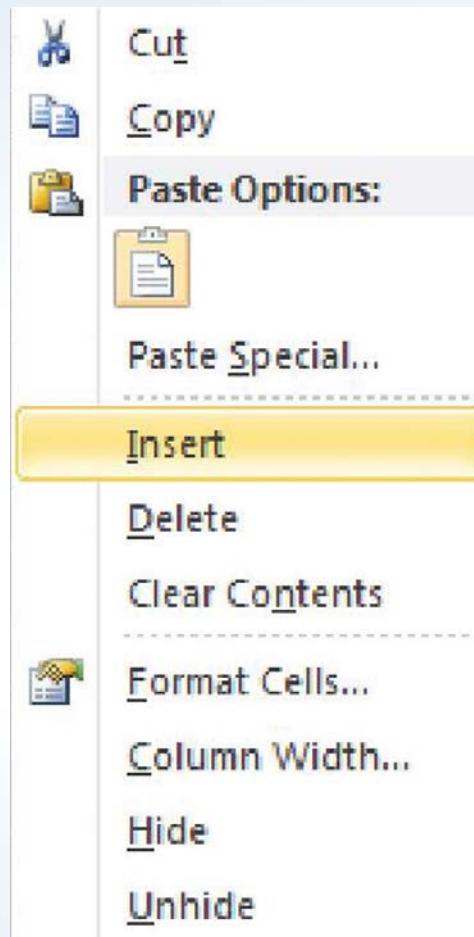 Cut
Copy
Paste Options:
Paste Special...
Insert
Delete
Clear Contents
Format Cells...
Column Width...
Hide
Unhide